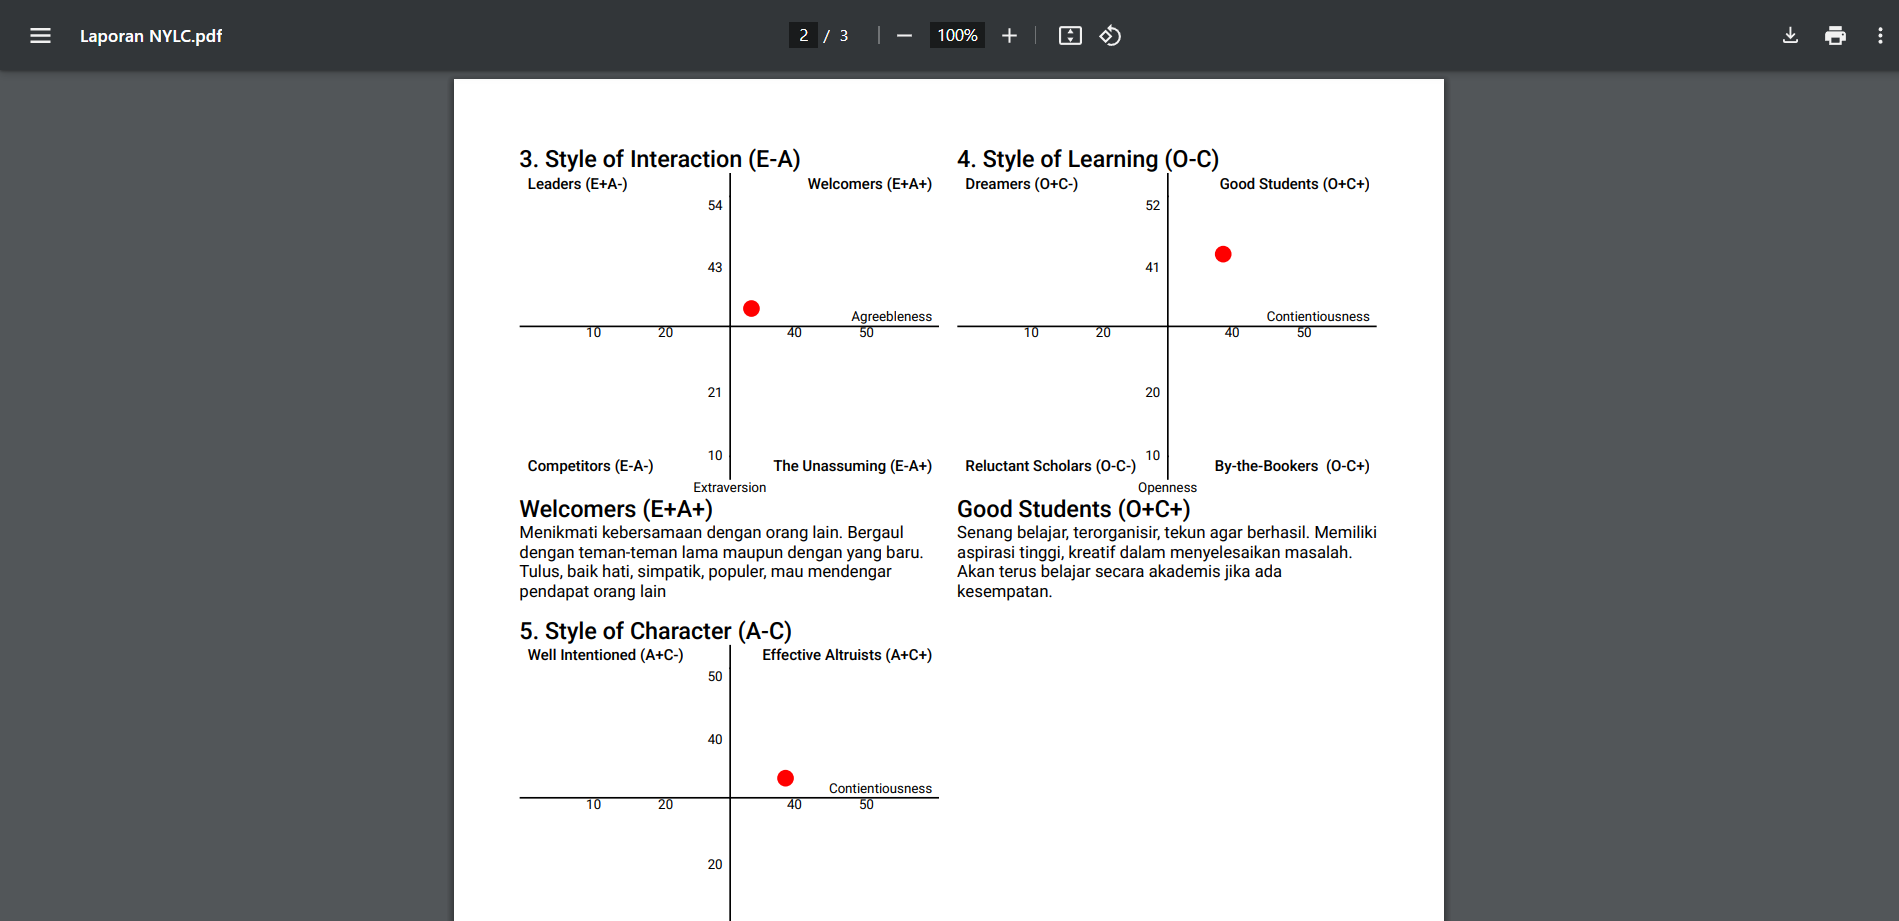 Laporan NYLC.pdf
2 / 3
100%
3. Style of Interaction (E-A)
Leaders (E+A-)
Welcomers (E+A+)
54
43
Agreebleness
10 20 40 50
21
10
Competitors (E-A-)
The Unassuming (E-A+)
Extraversion
Welcomers (E+A+)
Menikmati kebersamaan dengan orang lain. Bergaul
dengan teman-teman lama maupun dengan yang baru.
Tulus, baik hati, simpatik, populer, mau mendengar
pendapat orang lain
4. Style of Learning (O-C)
Dreamers (O+C-)
Good Students (O+C+)
52
41
Contientiousness
10 20 40 50
20
10
Reluctant Scholars (O-C-)
By-the-Bookers (O-C+)
Openness
Good Students (O+C+)
Senang belajar, terorganisir, tekun agar berhasil. Memiliki
aspirasi tinggi, kreatif dalam menyelesaikan masalah.
Akan terus belajar secara akademis jika ada
kesempatan.
5. Style of Character (A-C)
Well Intentioned (A+C-)
Effective Altruists (A+C+)
50
40
Contientiousness
10 20 40 50
20